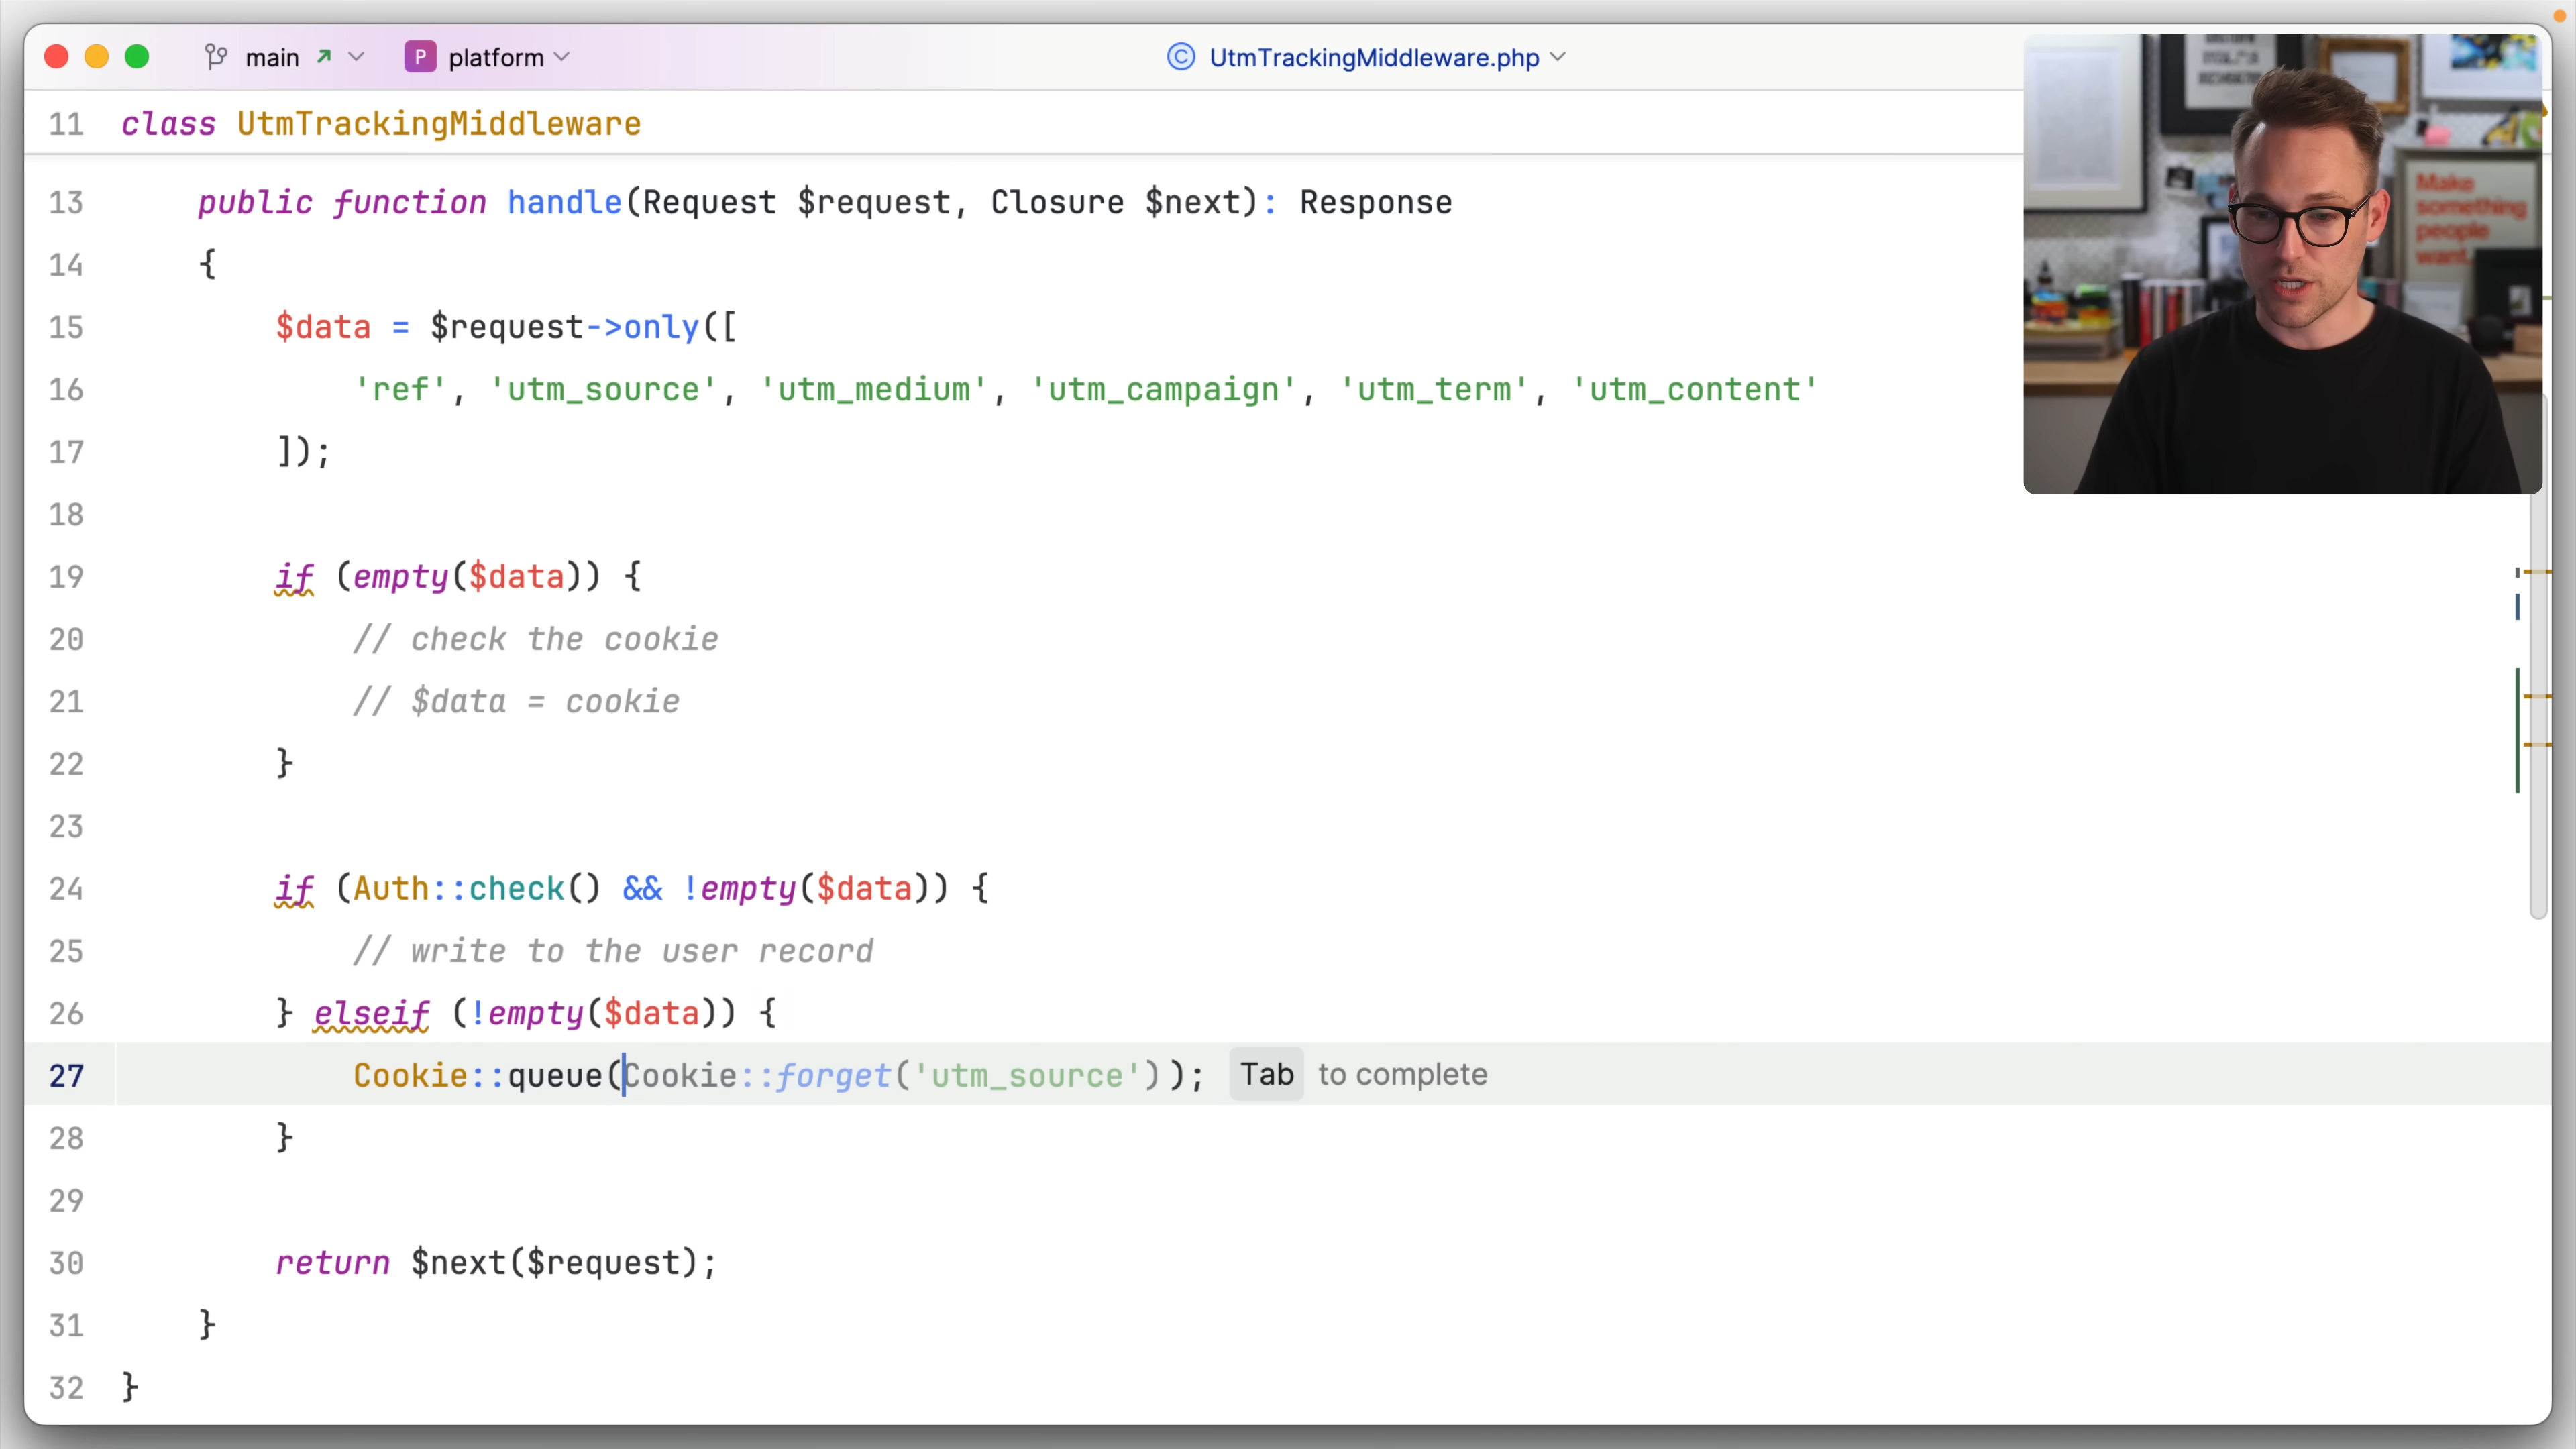 main P platform UtmTrackingMiddleware.php
11 class UtmTrackingMiddleware
13 public function handle(Request $request, Closure $next): Response
14 {
15 $data = $request->only([
16 'ref', 'utm_source', 'utm_medium', 'utm_campaign', 'utm_term', 'utm_content'
17 ]);
18
19 if (empty($data)) {
20 // check the cookie
21 // $data = cookie
22 }
23
24 if (Auth::check() && !empty($data)) {
25 // write to the user record
26 } elseif (!empty($data)) {
27 Cookie::queue(Cookie::forget('utm_source')); Tab to complete
28 }
29
30 return $next($request);
31 }
32 }
Make
something
people
want.